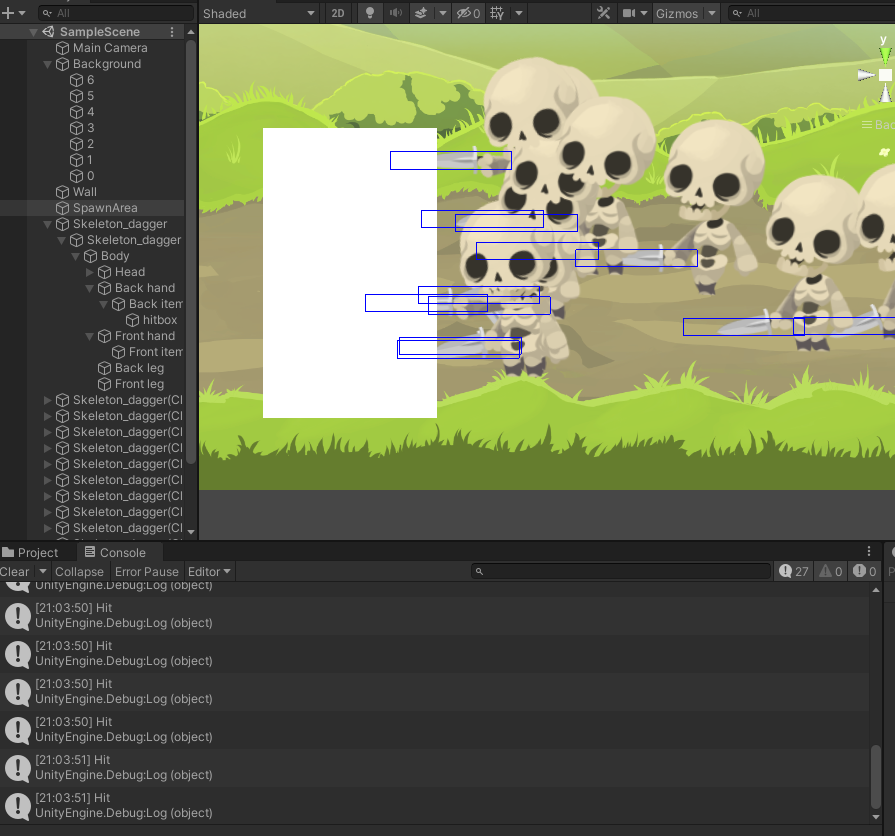 All
SampleScene
Main Camera
Background
6
5
4
3
2
1
0
Wall
SpawnArea
Skeleton_dagger
Skeleton_dagger
Body
Head
Back hand
Back item
hitbox
Front hand
Front item
Back leg
Front leg
Skeleton_dagger(Cl
Skeleton_dagger(Cl
Skeleton_dagger(Cl
Skeleton_dagger(Cl
Skeleton_dagger(Cl
Skeleton_dagger(Cl
Skeleton_dagger(Cl
Skeleton_dagger(Cl
Skeleton_dagger(Cl
Shaded 2D 0 Gizmos All
y
Bac
Project Console
Clear Collapse Error Pause Editor 27 0 0
UnityEngine.Debug:Log (object)
[21:03:50] Hit
UnityEngine.Debug:Log (object)
[21:03:50] Hit
UnityEngine.Debug:Log (object)
[21:03:50] Hit
UnityEngine.Debug:Log (object)
[21:03:50] Hit
UnityEngine.Debug:Log (object)
[21:03:51] Hit
UnityEngine.Debug:Log (object)
[21:03:51] Hit
UnityEngine.Debug:Log (object)